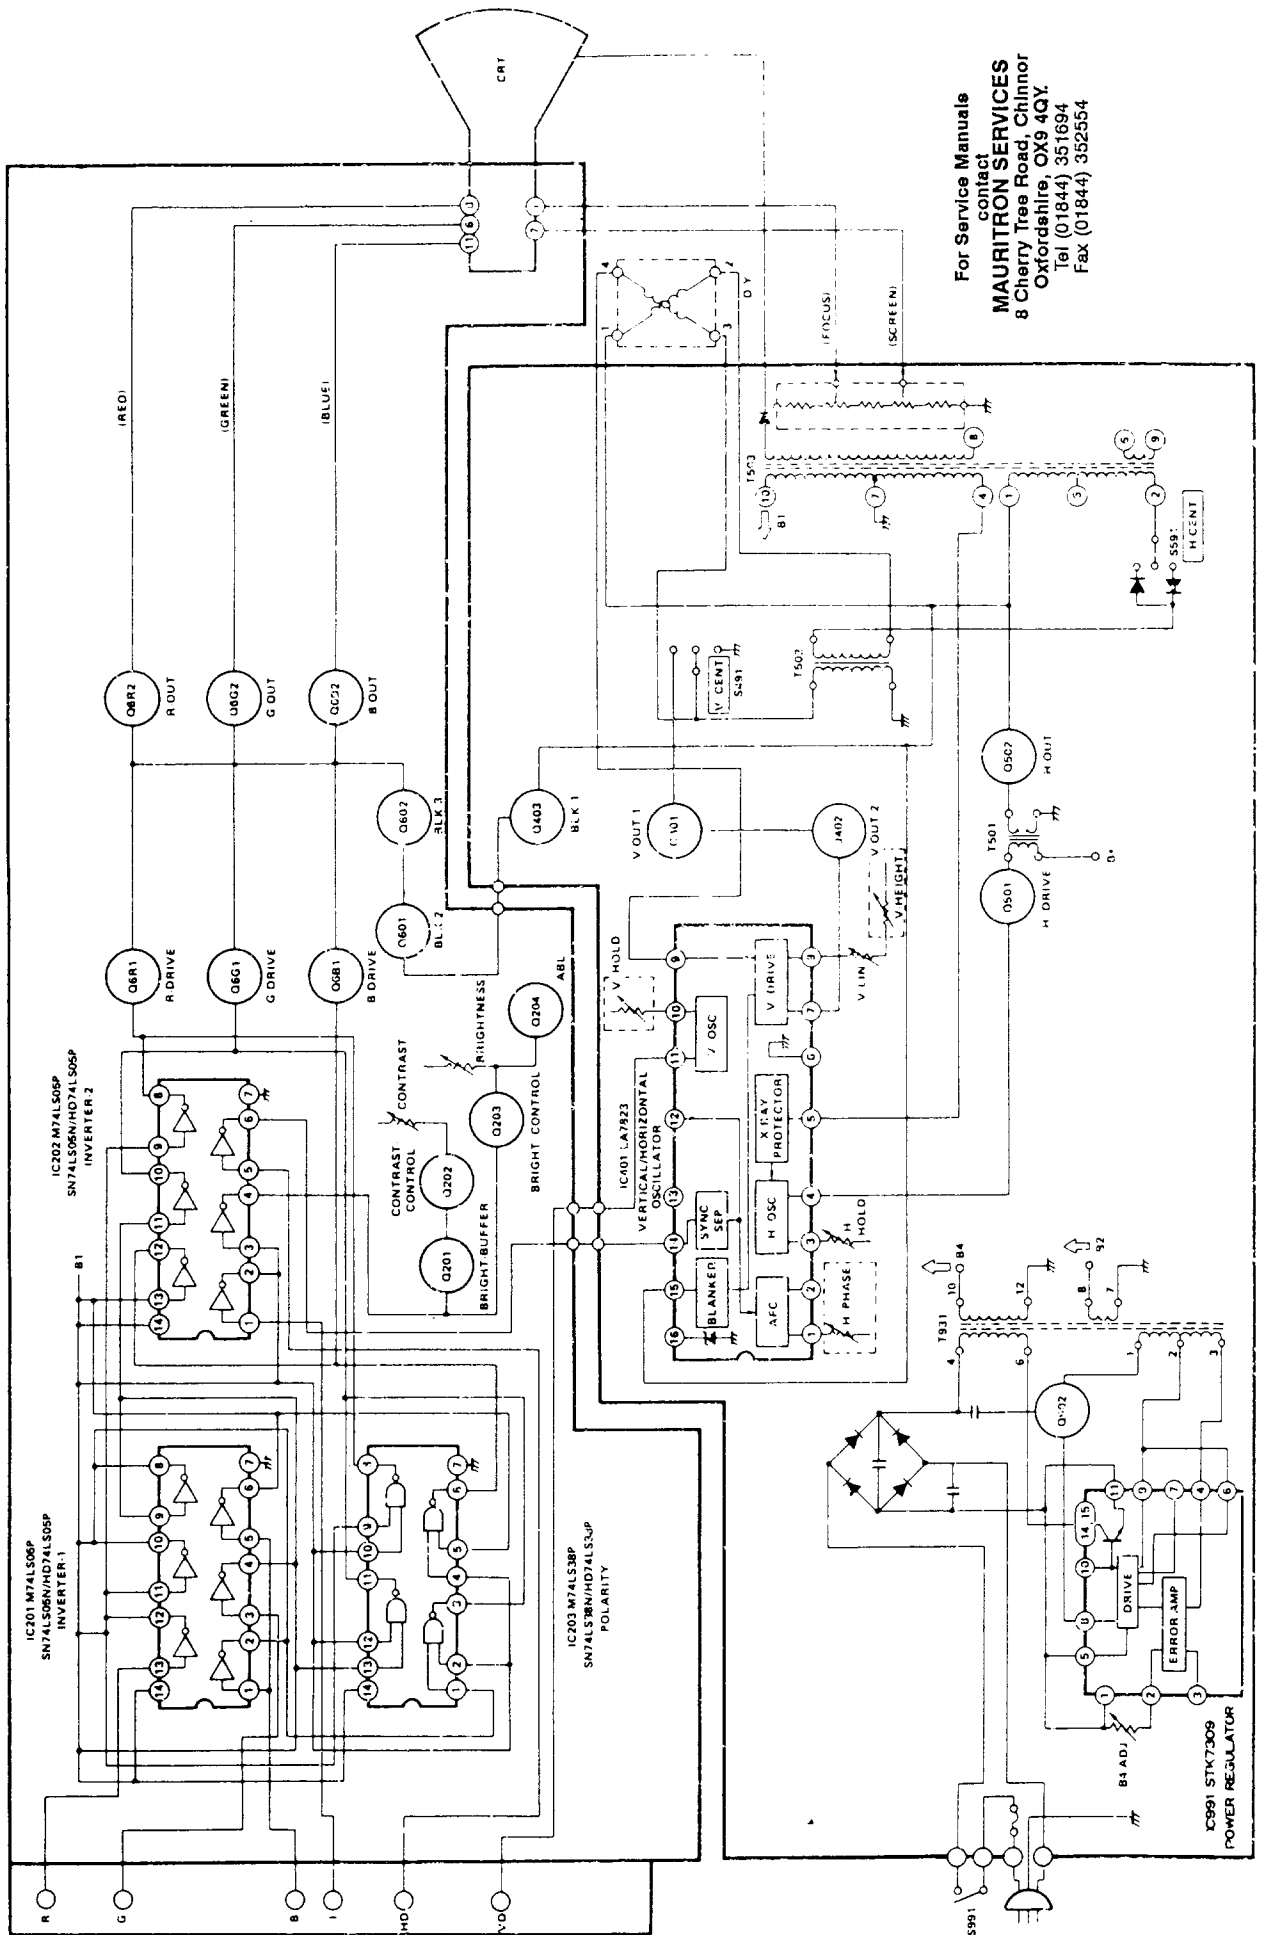 CRT
(RED)
(GREEN)
(BLUE)
Q6R2
R OUT
Q6G2
G OUT
B OUT
Q602
BLK 3
Q601
Q403
BLK 1
Q6R1
R DRIVE
Q6G1
G DRIVE
Q6B1
B DRIVE
Q204
ABL
BRIGHTNESS
CONTRAST
Q203
BRIGHT CONTROL
Q202
CONTRAST
CONTROL
Q201
BRIGHT BUFFER
IC202 M74LS05P
SN74LS05N/HD74LS05P
INVERTER-2
IC201 M74LS05P
SN74LS05N/HD74LS05P
INVERTER-1
IC203 M74LS38P
SN74LS38N/HD74LS38P
POLARITY
B1
R
G
B
I
HD
VD
D.Y
(FOCUS)
(SCREEN)
T503
B1
S591
H CENT
V CENT
S491
T502
V OUT 1
V OUT 2
V HEIGHT
V LIN
V HOLD
Q502
H OUT
T501
Q501
H DRIVE
IC401 LA7823
VERTICAL/HORIZONTAL
OSCILLATOR
V OSC
V DRIVE
X RAY
PROTECTOR
SYNC
SEP
H OSC
BLANKER
AFC
H
HOLD
H PHASE
T931
B4
B2
DRIVE
ERROR AMP
B4 ADJ
IC991 STK7309
POWER REGULATOR
S991
For Service Manuals
contact
MAURITRON SERVICES
8 Cherry Tree Road, Chinnor
Oxfordshire, OX9 4QY.
Tel (01844) 351694
Fax (01844) 352554